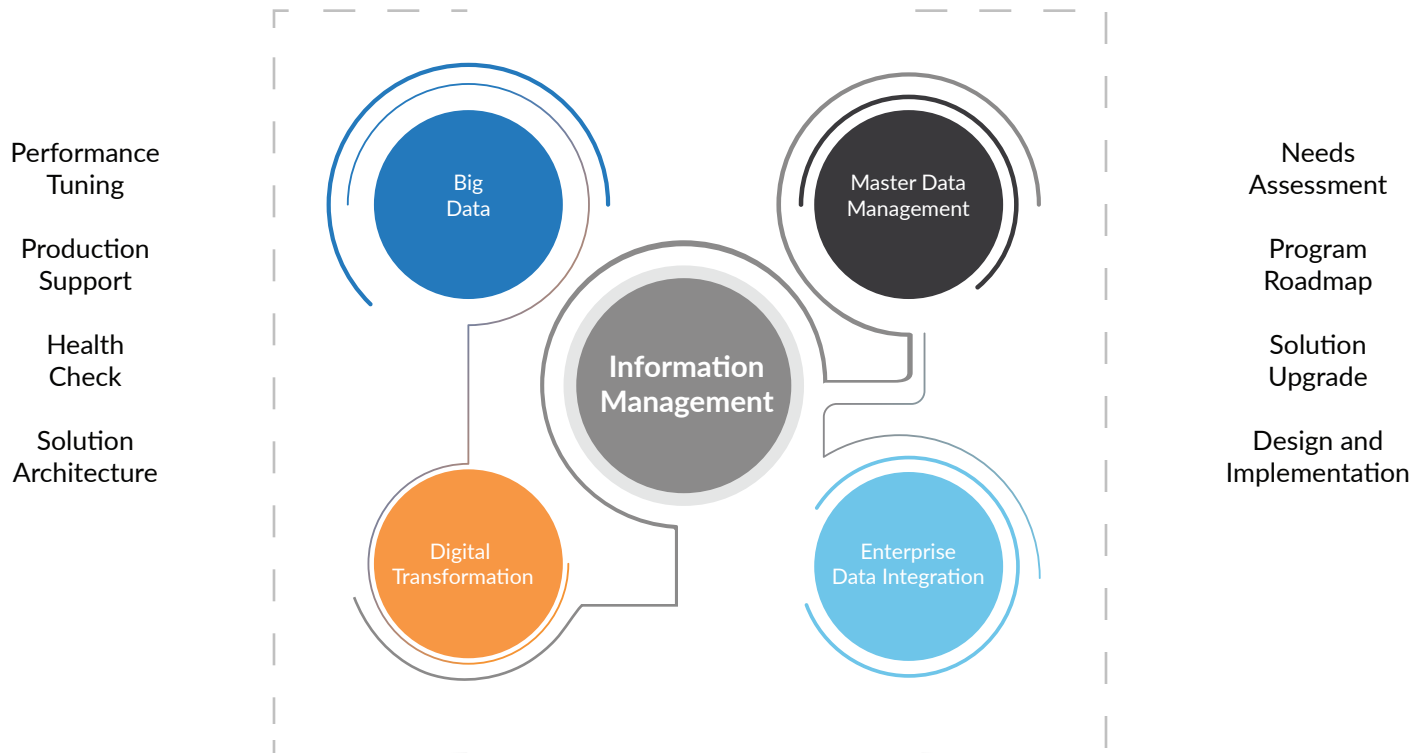 Performance
Tuning
Production
Support
Health
Check
Solution
Architecture
Big
Data
Master Data
Management
Information
Management
Digital
Transformation
Enterprise
Data Integration
Needs
Assessment
Program
Roadmap
Solution
Upgrade
Design and
Implementation